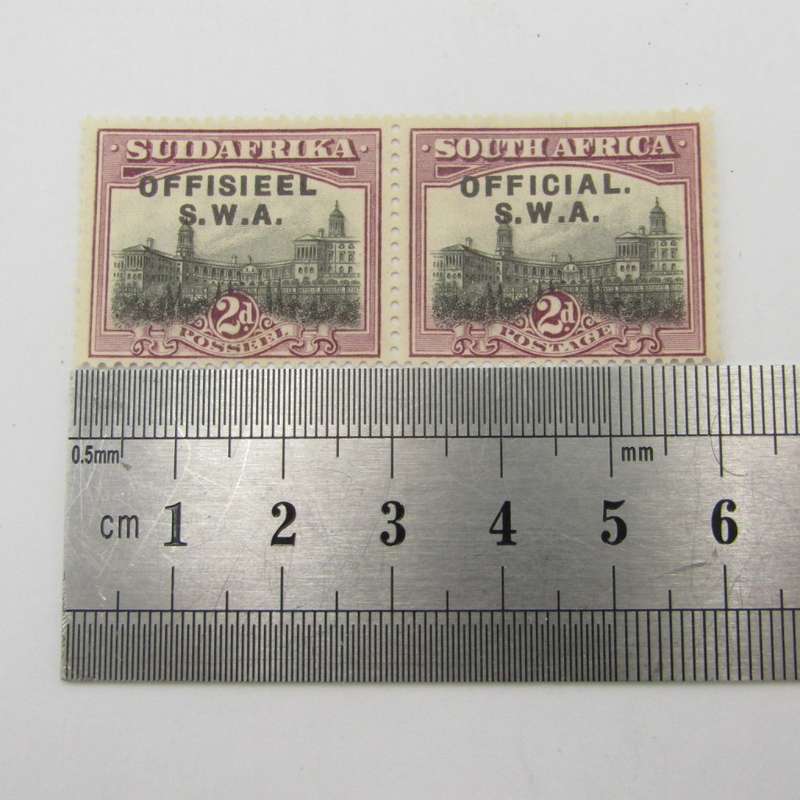 SUIDAFRIKA
OFFISIEEL
S.W.A.
2d
POSSEEL
SOUTH AFRICA
OFFICIAL.
S.W.A.
2d
POSTAGE
0.5mm
mm
cm 1 2 3 4 5 6